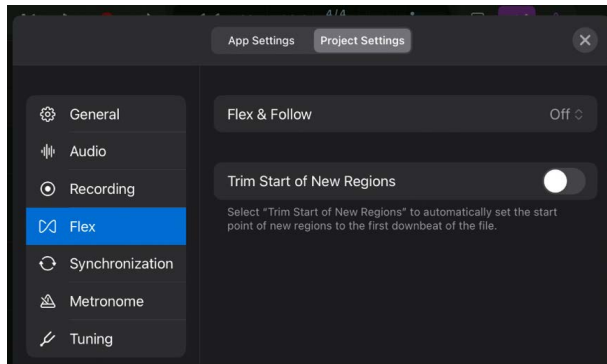 4/4
App Settings
Project Settings
General
Audio
Recording
Flex
Synchronization
Metronome
Tuning
Flex & Follow
Off
Trim Start of New Regions
Select "Trim Start of New Regions" to automatically set the start
point of new regions to the first downbeat of the file.